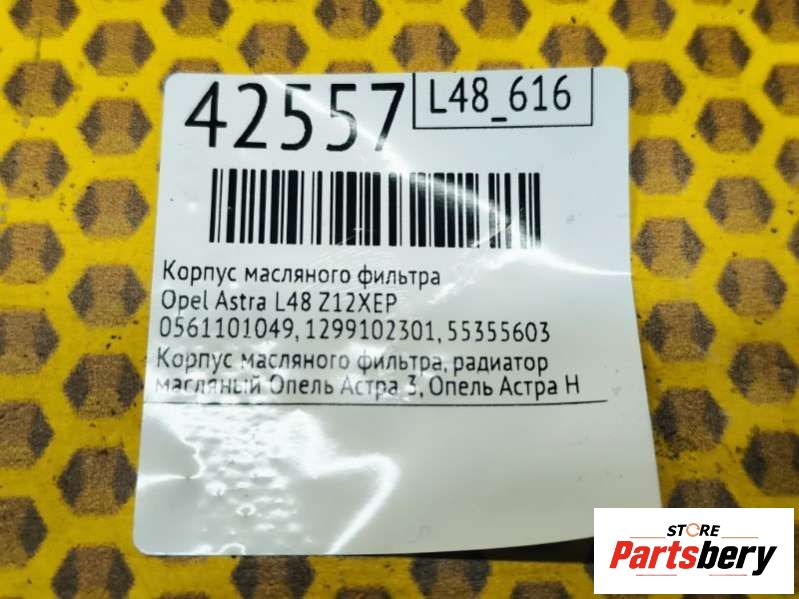 42557
L48_616
Корпус масляного фильтра
Opel Astra L48 Z12XEP
0561101049, 1299102301, 55355603
Корпус масляного фильтра, радиатор
масляный Опель Астра 3, Опель Астра Н
STORE
Partsbery